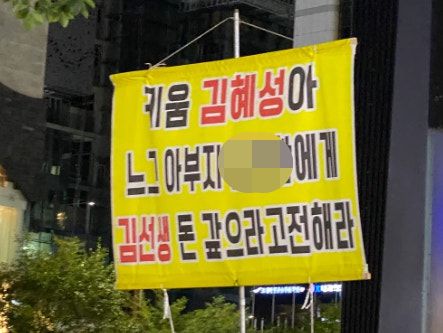 키움 김혜성아
느그 아부지 에게
김선생 돈 갚으라고전해라